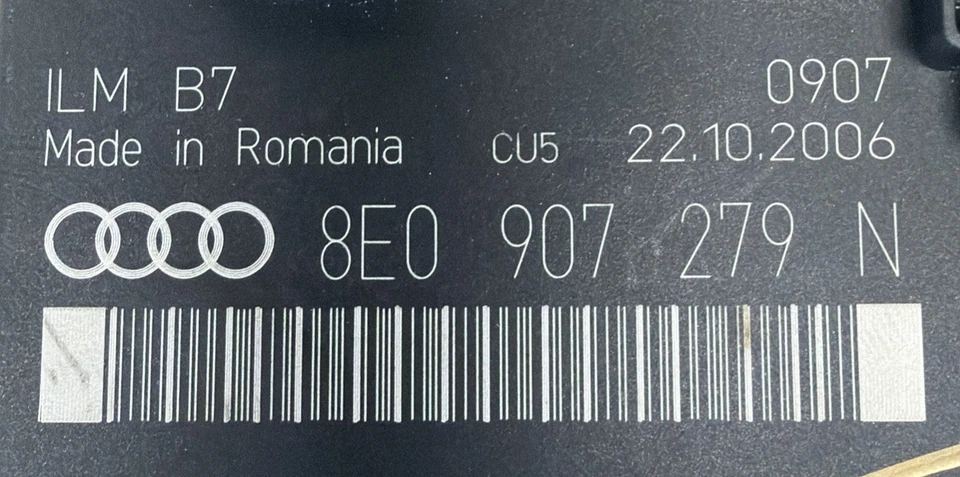 ILM B7 0907
Made in Romania CU5 22.10.2006
8E0 907 279 N